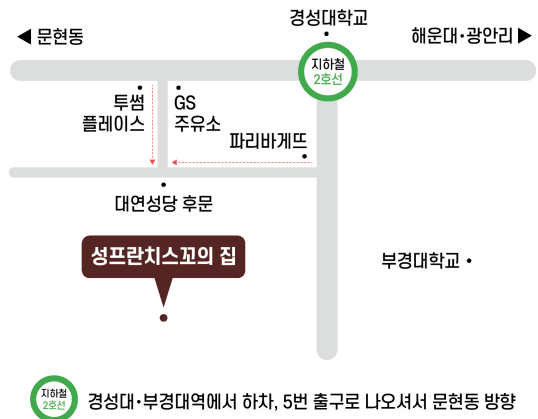 경성대학교
◀ 문현동
해운대·광안리 ▶
지하철
2호선
투썸
플레이스
GS
주유소
파리바게뜨
대연성당 후문
성프란치스꼬의 집
부경대학교
지하철
2호선
경성대·부경대역에서 하차, 5번 출구로 나오셔서 문현동 방향